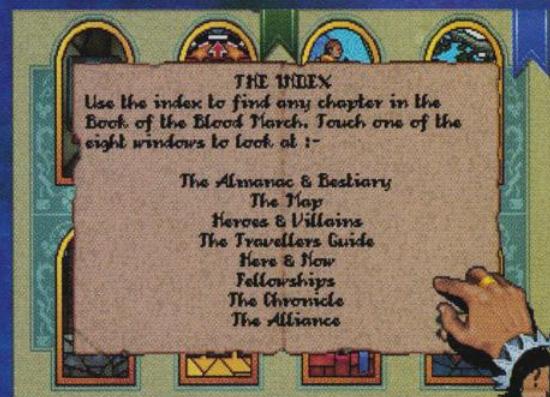 THE INDEX
Use the index to find any chapter in the
Book of the Blood March. Touch one of the
eight windows to look at :-
The Almanac & Bestiary
The Map
Heroes & Villains
The Travellers Guide
Here & Now
Fellowships
The Chronicle
The Alliance